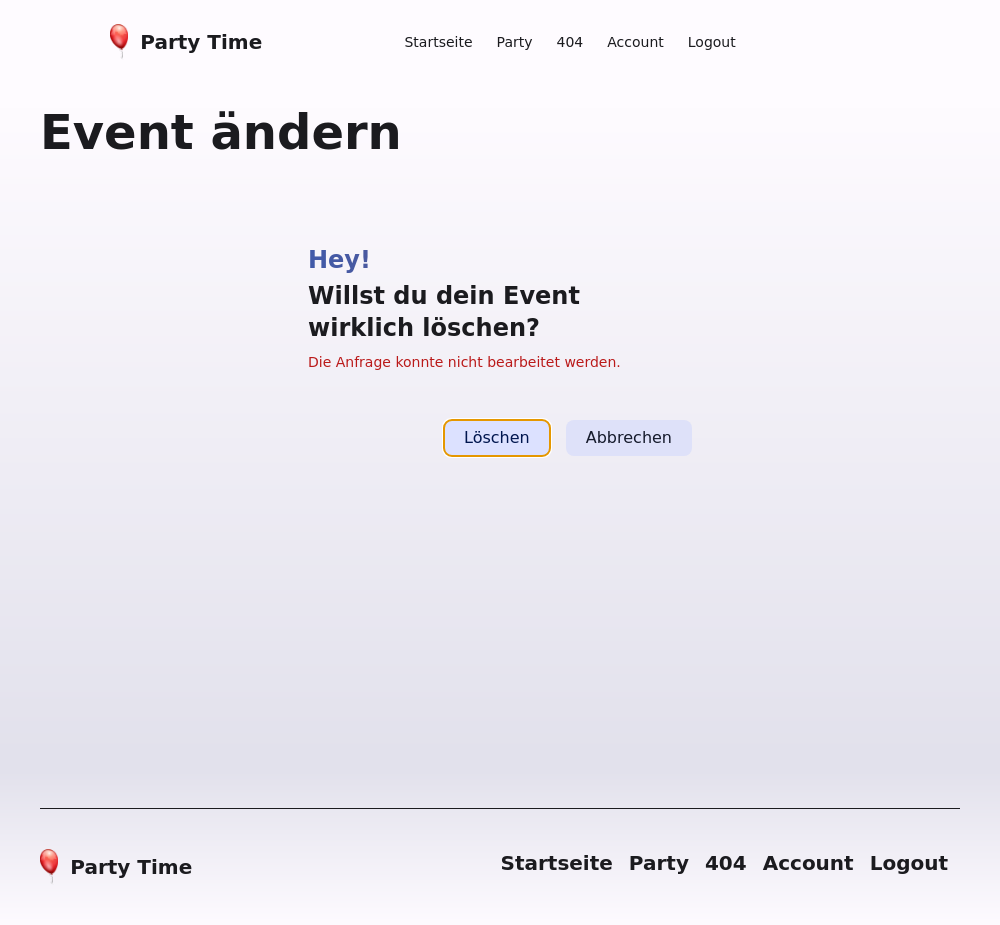 Party Time
Startseite Party 404 Account Logout
Event ändern
Hey!
Willst du dein Event
wirklich löschen?
Die Anfrage konnte nicht bearbeitet werden.
Löschen Abbrechen
Party Time
Startseite Party 404 Account Logout